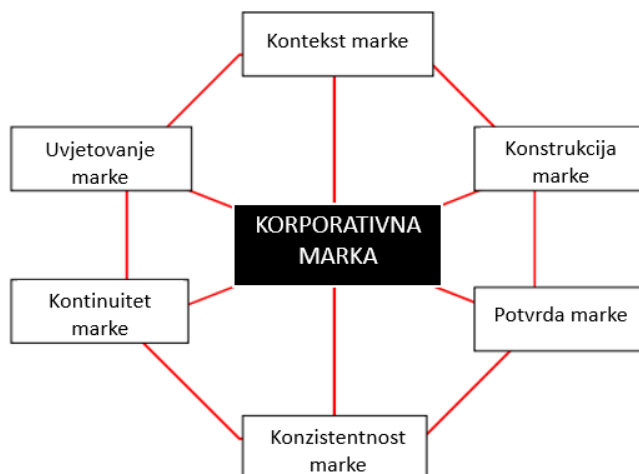 Kontekst marke
Uvjetovanje
marke
Konstrukcija
marke
KORPORATIVNA
MARKA
Kontinuitet
marke
Potvrda marke
Konzistentnost
marke